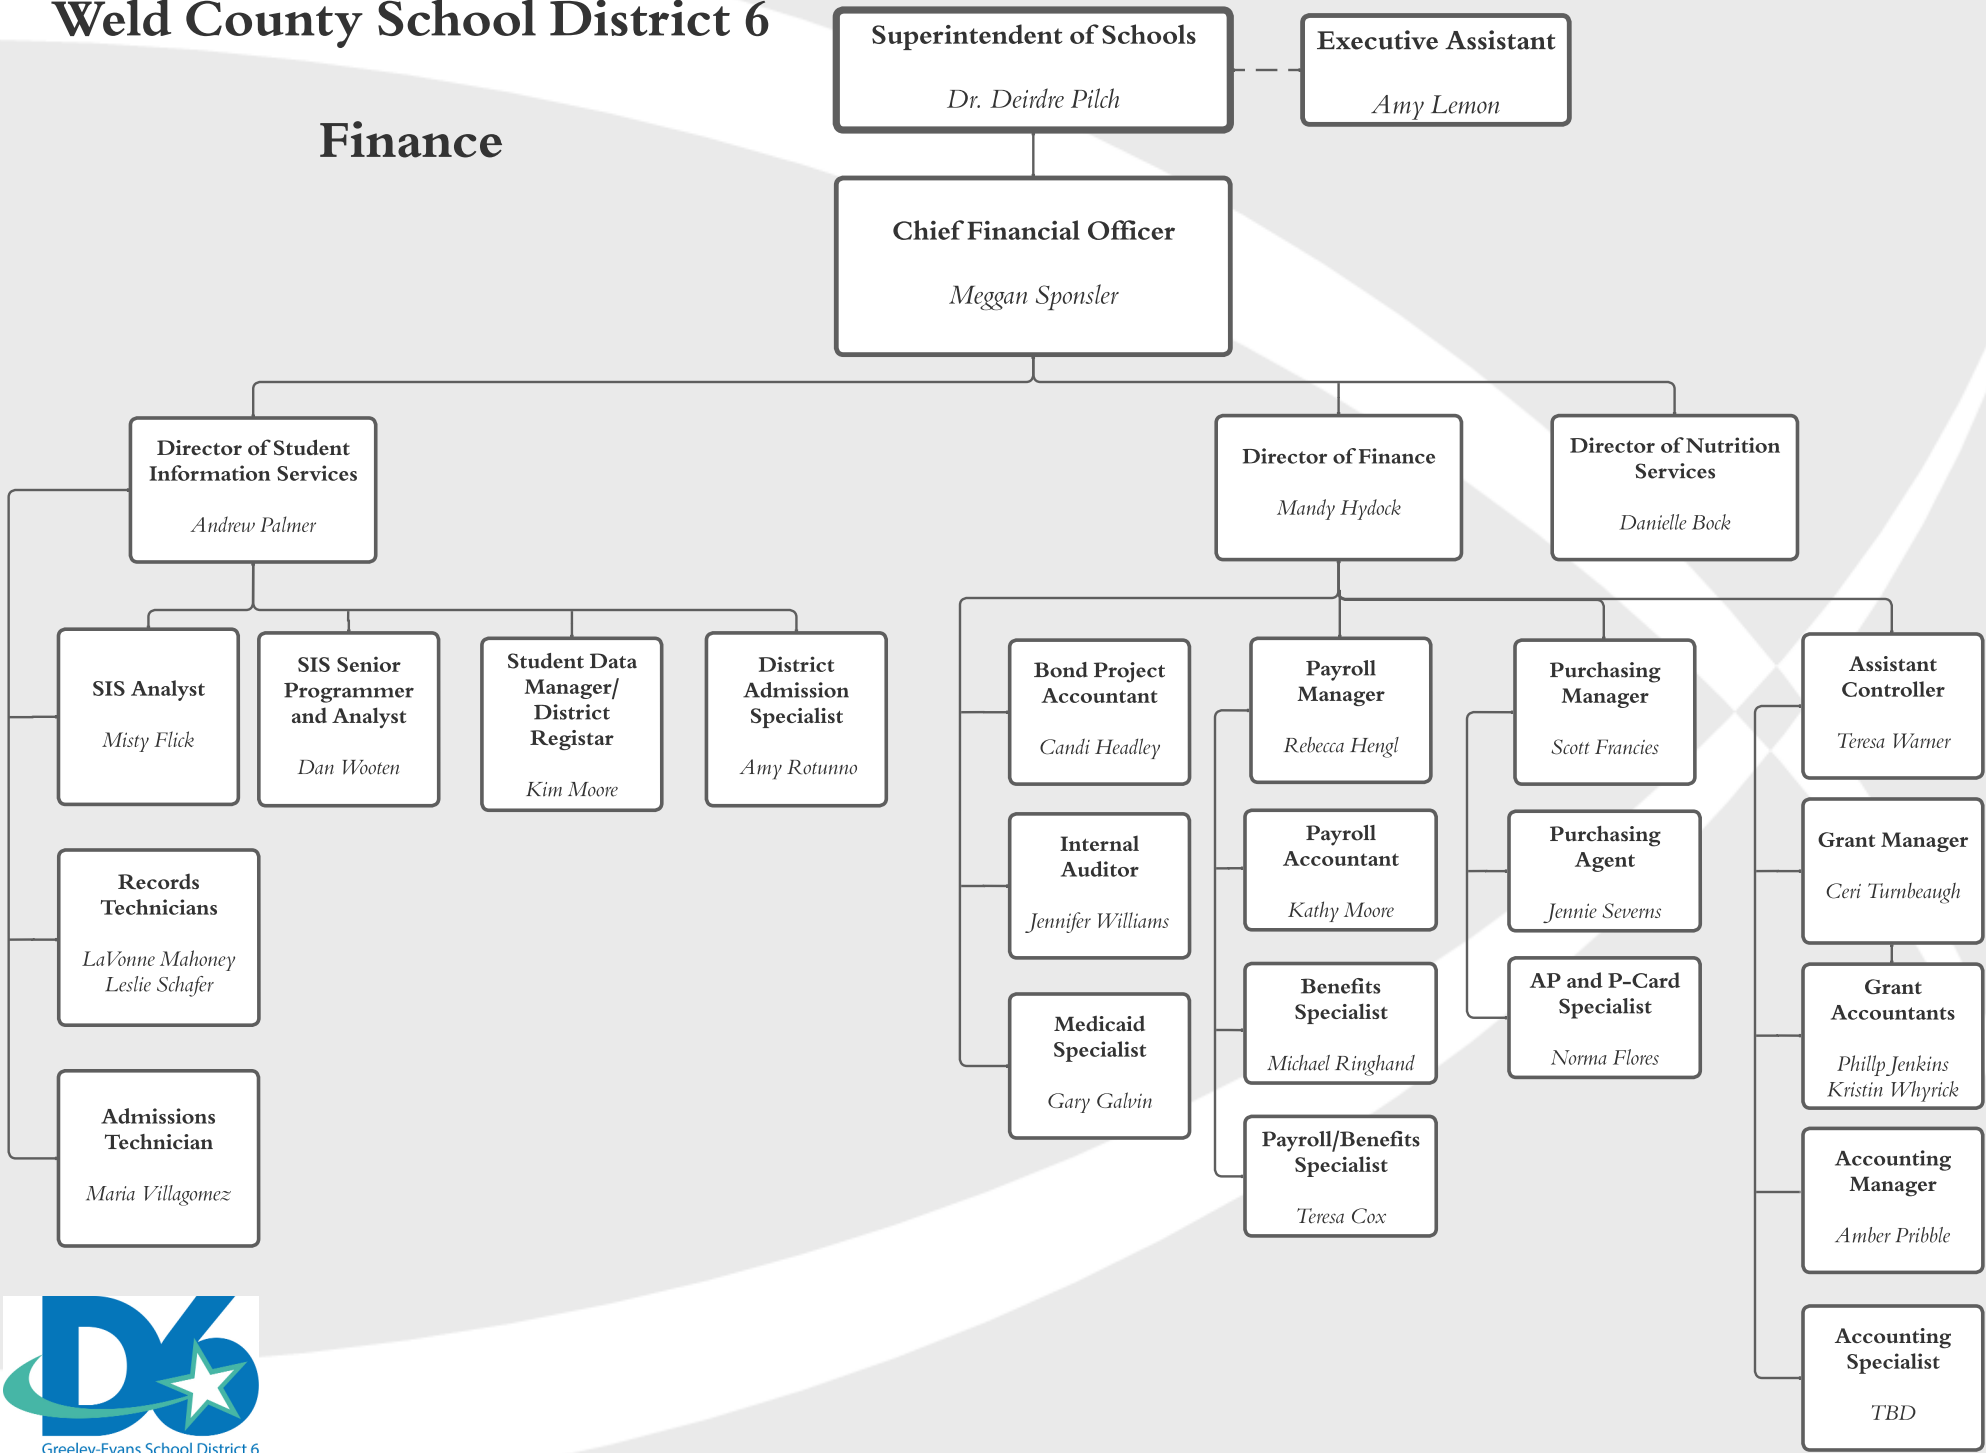 Weld County School District 6
Finance
Superintendent of Schools
Dr. Deirdre Pilch
Executive Assistant
Amy Lemon
Chief Financial Officer
Meggan Sponsler
Director of Student
Information Services
Andrew Palmer
Director of Finance
Mandy Hydock
Director of Nutrition
Services
Danielle Bock
SIS Analyst
Misty Flick
SIS Senior
Programmer
and Analyst
Dan Wooten
Student Data
Manager/
District
Registar
Kim Moore
District
Admission
Specialist
Amy Rotunno
Records
Technicians
LaVonne Mahoney
Leslie Schafer
Admissions
Technician
Maria Villagomez
Bond Project
Accountant
Candi Headley
Internal
Auditor
Jennifer Williams
Medicaid
Specialist
Gary Galvin
Payroll
Manager
Rebecca Hengl
Payroll
Accountant
Kathy Moore
Benefits
Specialist
Michael Ringhand
Payroll/Benefits
Specialist
Teresa Cox
Purchasing
Manager
Scott Francies
Purchasing
Agent
Jennie Severns
AP and P-Card
Specialist
Norma Flores
Assistant
Controller
Teresa Warner
Grant Manager
Ceri Turnbeaugh
Grant
Accountants
Phillp Jenkins
Kristin Whyrick
Accounting
Manager
Amber Pribble
Accounting
Specialist
TBD
D6
Greeley-Evans School District 6